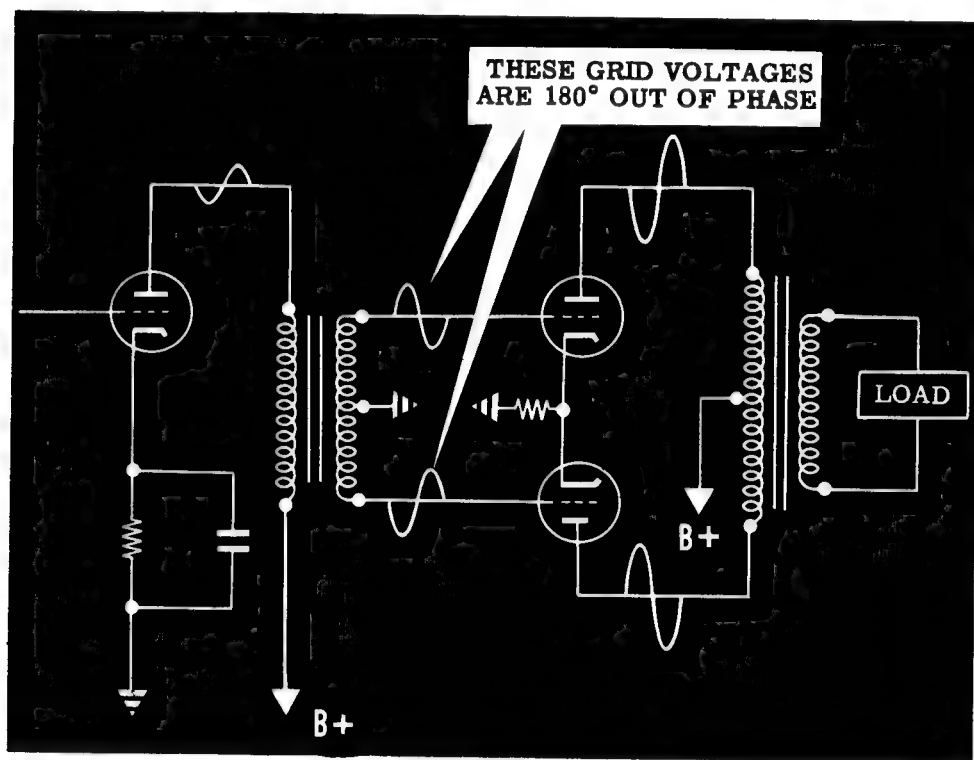 THESE GRID VOLTAGES
ARE 180° OUT OF PHASE
LOAD
B+
B+